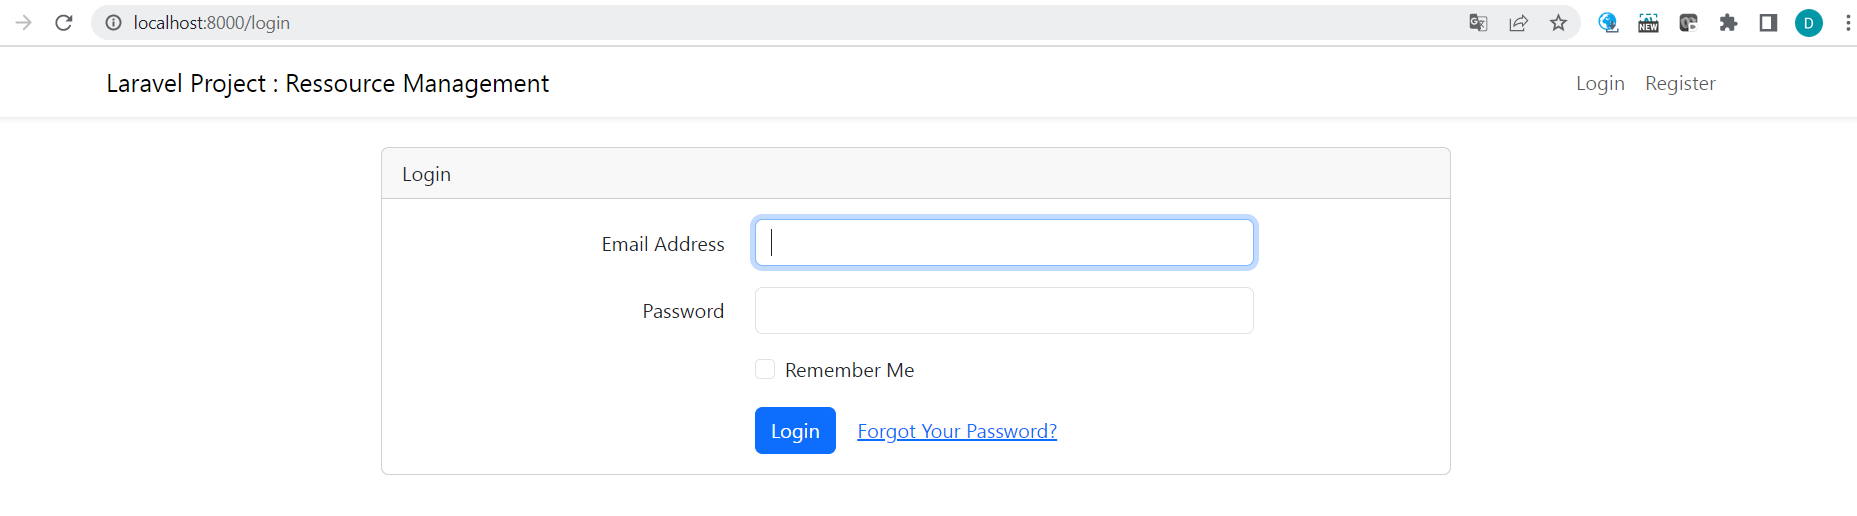 localhost:8000/login
NEW
D
Laravel Project : Ressource Management
Login Register
Login
Email Address
Password
Remember Me
Login Forgot Your Password?